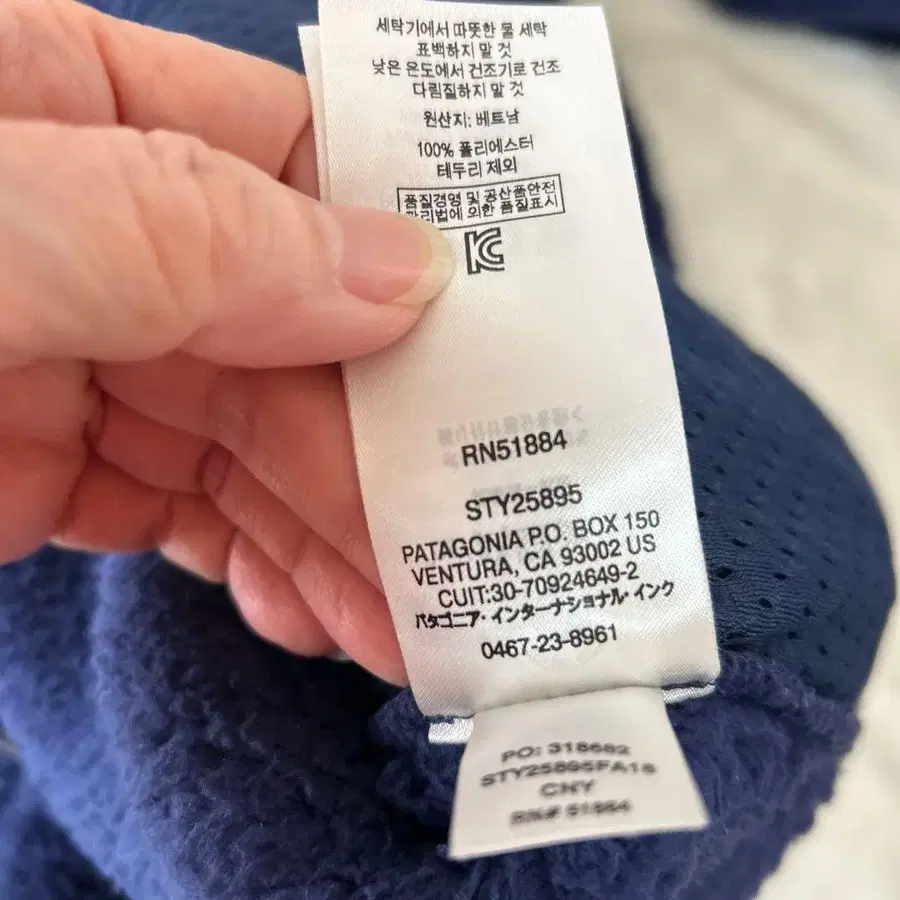 세탁기에서 따뜻한 물 세탁
표백하지 말 것
낮은 온도에서 건조기로 건조
다림질하지 말 것
원산지: 베트남
100% 폴리에스터
테두리 제외
품질경영 및 공산품안전
관리법에 의한 품질표시
RN51884
STY25895
PATAGONIA P.O. BOX 150
VENTURA, CA 93002 US
CUIT:30-70924649-2
パタゴニア・インターナショナル・インク
0467-23-8961
PO: 318682
STY25895FA16
CNY
RN# 51884